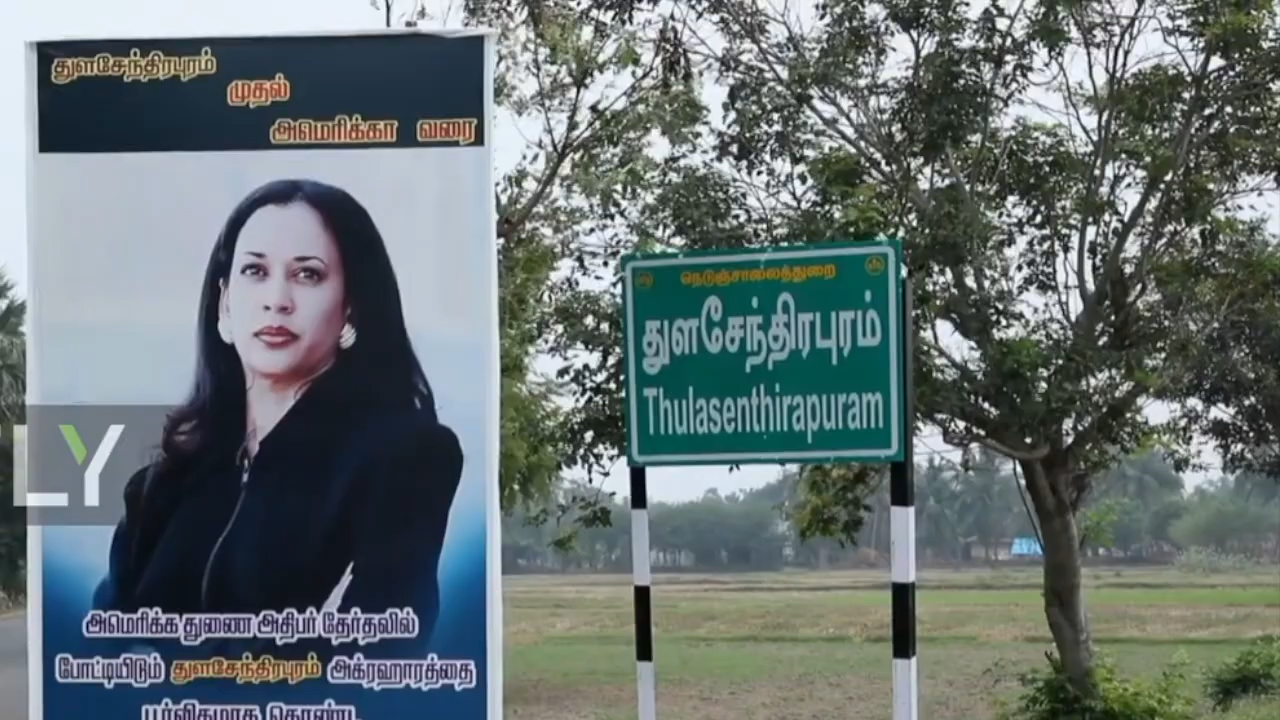 துளசேந்திரபுரம்
முதல்
அமெரிக்கா வரை
LY
அமெரிக்க துணை அதிபர் தேர்தலில்
போட்டியிடும் துளசேந்திரபுரம் அக்ரஹாரத்தை
பூர்விகமாக கொண்ட
நெடுஞ்சாலைத்துறை
துளசேந்திரபுரம்
Thulasenthirapuram